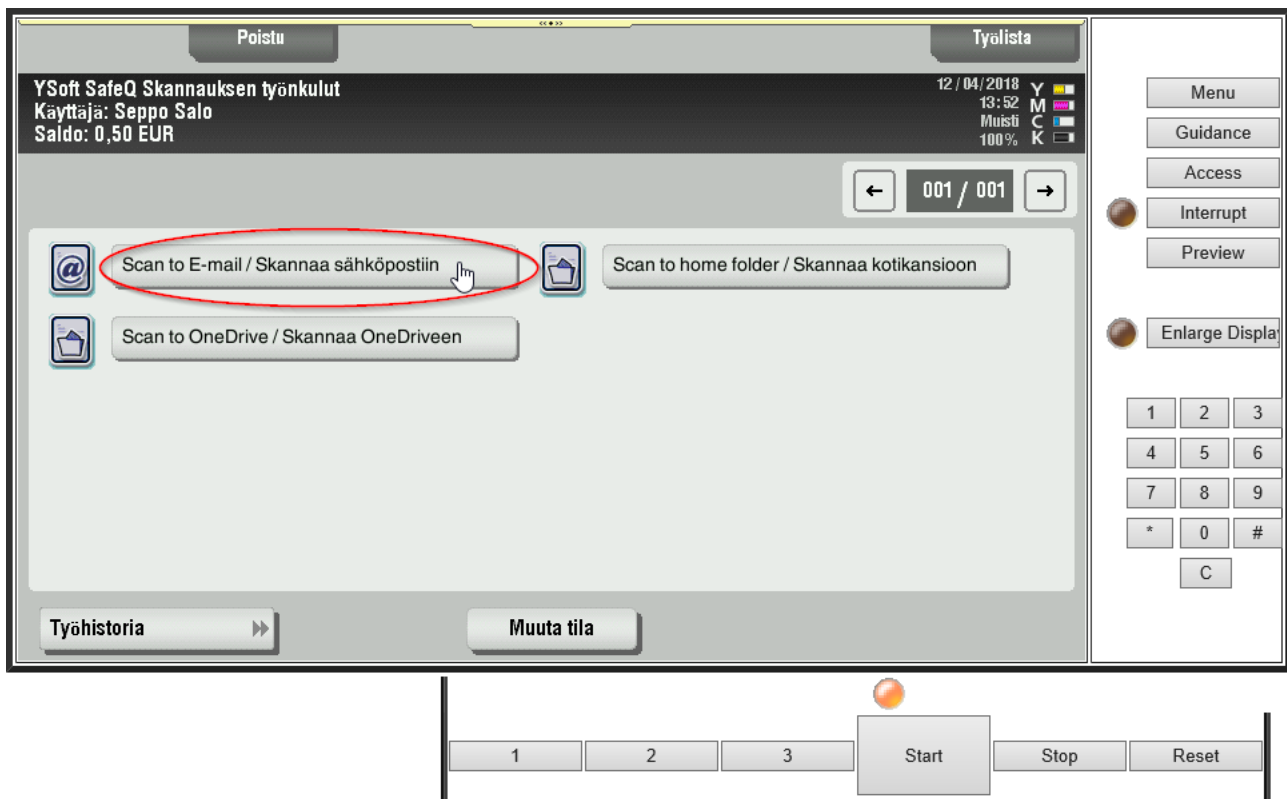 Poistu
Työlista
YSoft SafeQ Skannauksen työnkulut
Käyttäjä: Seppo Salo
Saldo: 0,50 EUR
12/04/2018
13:52
Muisti
100%
Y
M
C
K
001 / 001
@
Scan to E-mail / Skannaa sähköpostiin
Scan to home folder / Skannaa kotikansioon
Scan to OneDrive / Skannaa OneDriveen
Työhistoria
Muuta tila
Menu
Guidance
Access
Interrupt
Preview
Enlarge Display
1 2 3
4 5 6
7 8 9
* 0 #
C
1 2 3 Start Stop Reset